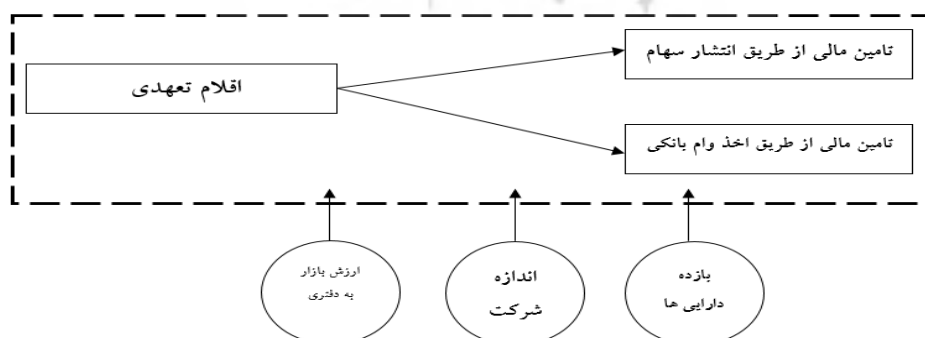 تامین مالی از طریق انتشار سهام
اقلام تعهدی
تامین مالی از طریق اخذ وام بانکی
بازده
دارایی ها
اندازه
شرکت
ارزش بازار
به دفتری